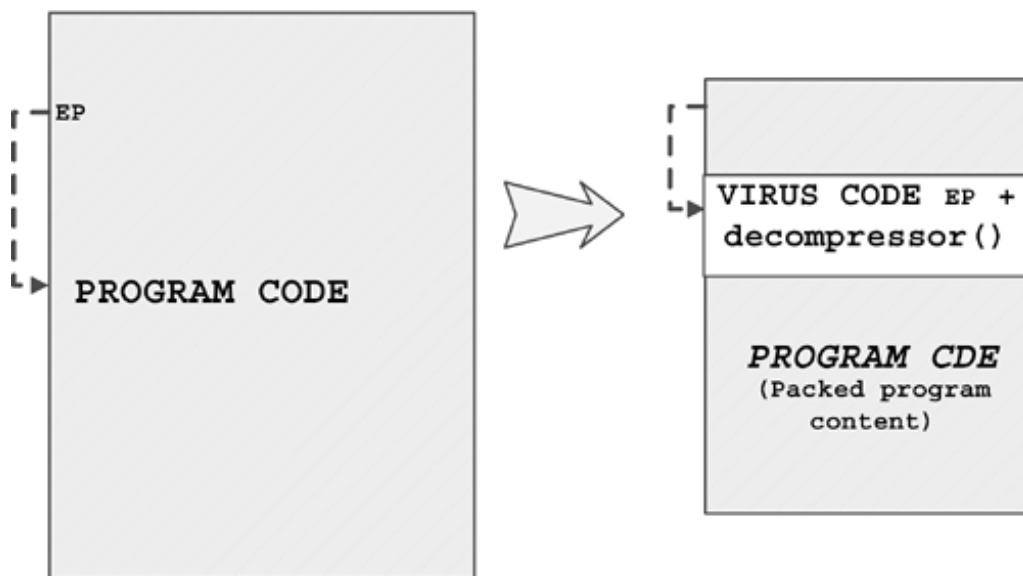 EP
PROGRAM CODE
VIRUS CODE EP +
decompressor()
PROGRAM CDE
(Packed program
content)